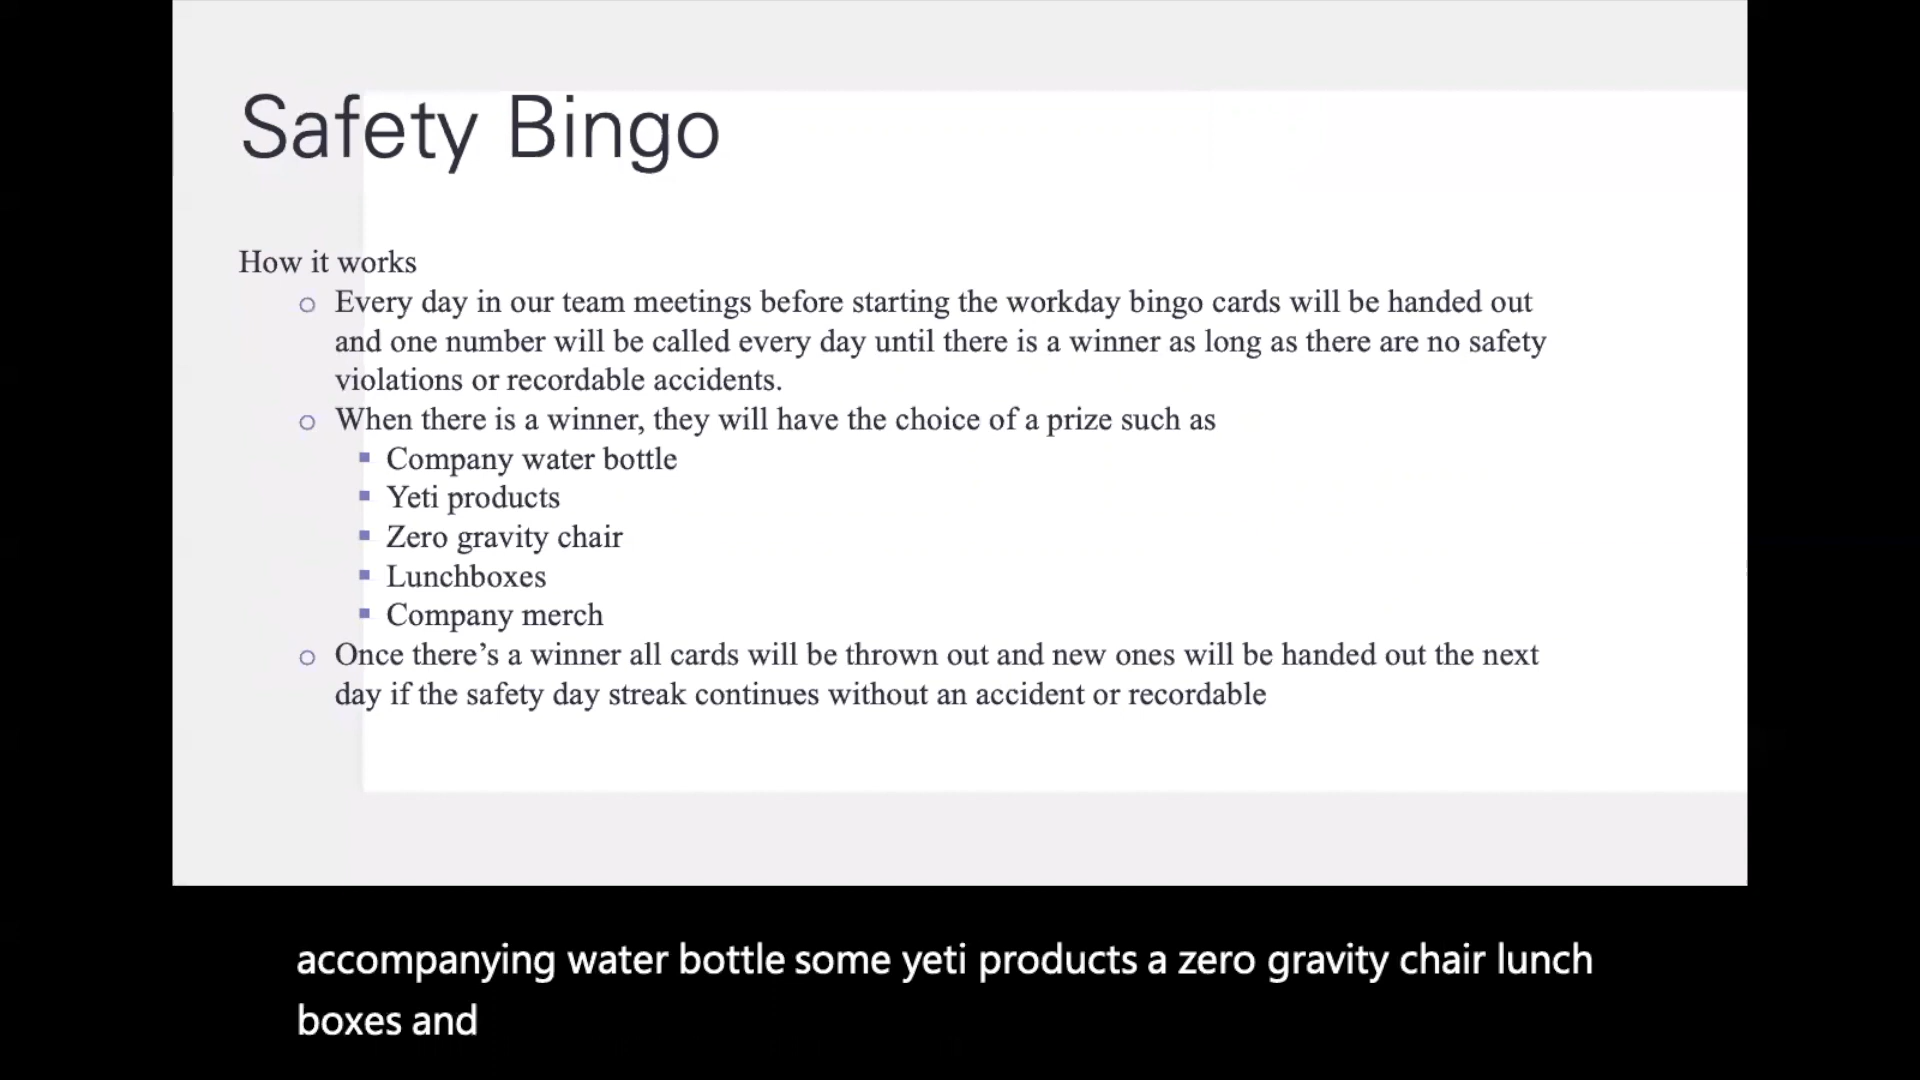 Safety Bingo
How it works
Every day in our team meetings before starting the workday bingo cards will be handed out
and one number will be called every day until there is a winner as long as there are no safety
violations or recordable accidents.
When there is a winner, they will have the choice of a prize such as
Company water bottle
Yeti products
Zero gravity chair
Lunchboxes
Company merch
Once there’s a winner all cards will be thrown out and new ones will be handed out the next
day if the safety day streak continues without an accident or recordable
accompanying water bottle some yeti products a zero gravity chair lunch
boxes and